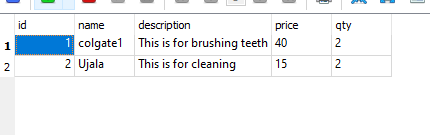 id name description price qty
1 1 colgate1 This is for brushing teeth 40 2
2 2 Ujala This is for cleaning 15 2